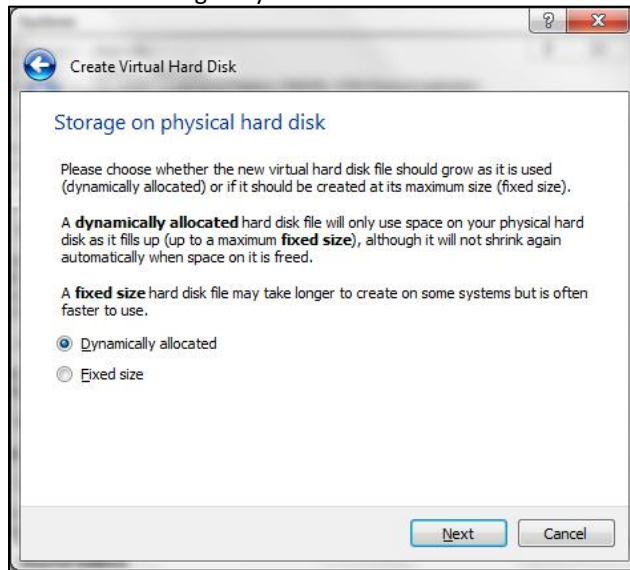 Create Virtual Hard Disk
Storage on physical hard disk
Please choose whether the new virtual hard disk file should grow as it is used
(dynamically allocated) or if it should be created at its maximum size (fixed size).
A dynamically allocated hard disk file will only use space on your physical hard
disk as it fills up (up to a maximum fixed size), although it will not shrink again
automatically when space on it is freed.
A fixed size hard disk file may take longer to create on some systems but is often
faster to use.
Dynamically allocated
Fixed size
Next Cancel